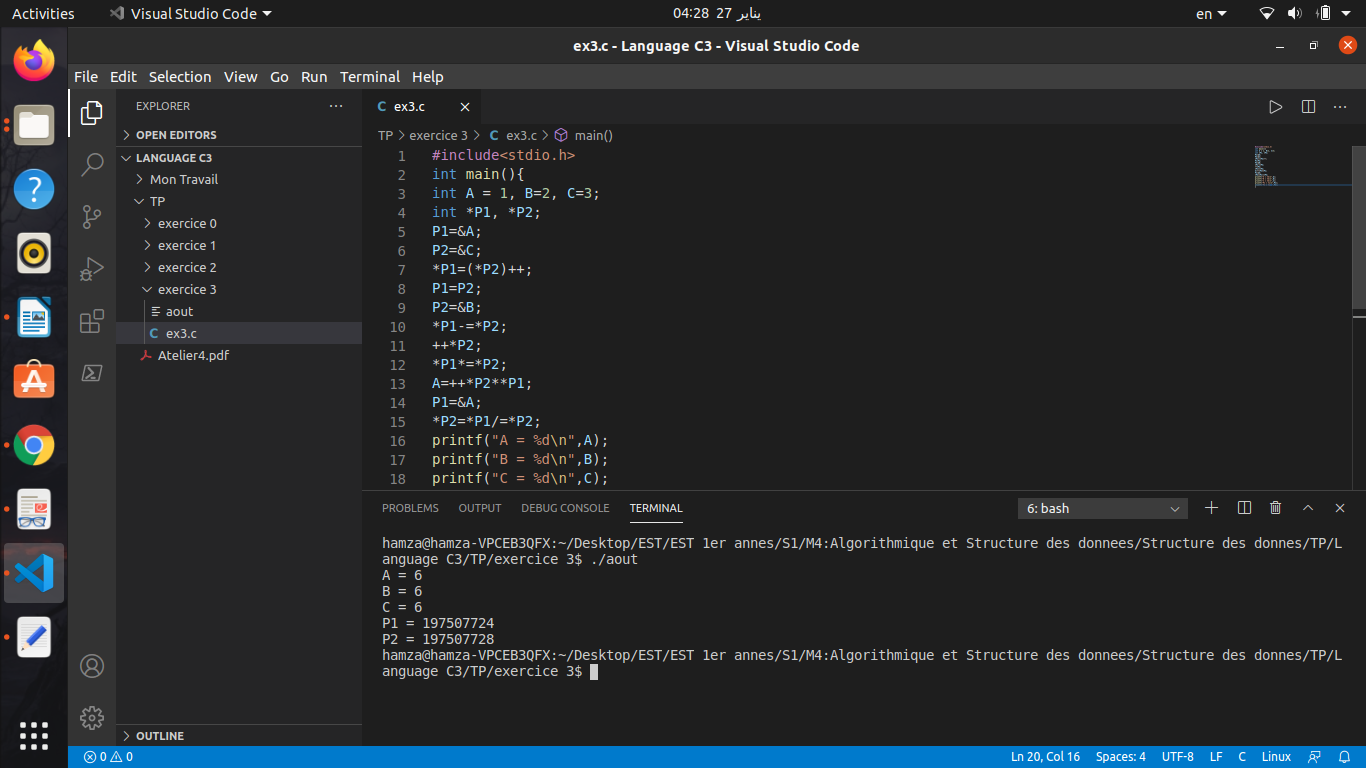 Activities
Visual Studio Code
04:28 27 يناير
en
ex3.c - Language C3 - Visual Studio Code
File Edit Selection View Go Run Terminal Help
EXPLORER
OPEN EDITORS
LANGUAGE C3
Mon Travail
TP
exercice 0
exercice 1
exercice 2
exercice 3
aout
C ex3.c
Atelier4.pdf
OUTLINE
C ex3.c
TP > exercice 3 > C ex3.c > main()
1 #include<stdio.h>
2 int main(){
3 int A = 1, B=2, C=3;
4 int *P1, *P2;
5 P1=&A;
6 P2=&C;
7 *P1=(*P2)++;
8 P1=P2;
9 P2=&B;
10 *P1-=*P2;
11 ++*P2;
12 *P1*=*P2;
13 A=++*P2**P1;
14 P1=&A;
15 *P2=*P1/=*P2;
16 printf("A = %d\n",A);
17 printf("B = %d\n",B);
18 printf("C = %d\n",C);
PROBLEMS OUTPUT DEBUG CONSOLE TERMINAL
6: bash
hamza@hamza-VPCEB3QFX:~/Desktop/EST/EST 1er annes/S1/M4:Algorithmique et Structure des donnees/Structure des donnes/TP/L
anguage C3/TP/exercice 3$ ./aout
A = 6
B = 6
C = 6
P1 = 197507724
P2 = 197507728
hamza@hamza-VPCEB3QFX:~/Desktop/EST/EST 1er annes/S1/M4:Algorithmique et Structure des donnees/Structure des donnes/TP/L
anguage C3/TP/exercice 3$
0 0
Ln 20, Col 16 Spaces: 4 UTF-8 LF C Linux